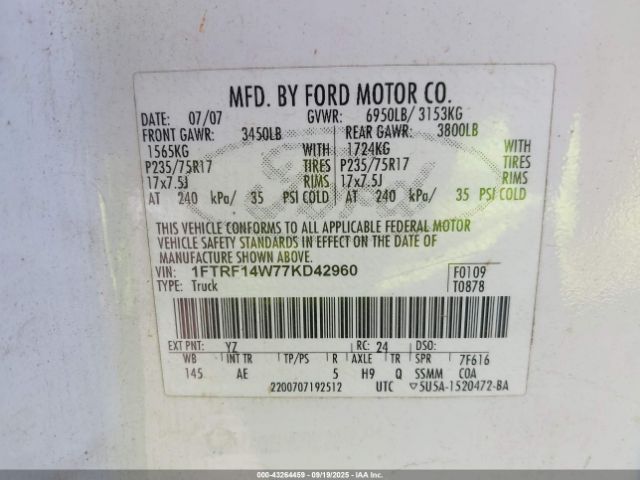 MFD. BY FORD MOTOR CO.
DATE: 07/07 GVWR: 6950LB/ 3153KG
FRONT GAWR: 3450LB REAR GAWR: 3800LB
1565KG WITH 1724KG WITH
P235/75R17 TIRES P235/75R17 TIRES
17x7.5J RIMS 17x7.5J RIMS
AT 240 kPa/ 35 PSI COLD AT 240 kPa/ 35 PSI COLD
THIS VEHICLE CONFORMS TO ALL APPLICABLE FEDERAL MOTOR
VEHICLE SAFETY STANDARDS IN EFFECT ON THE DATE OF
MANUFACTURE SHOWN ABOVE.
VIN: 1FTRF14W77KD42960 F0109
TYPE: Truck T0878
EXT PNT: YZ RC: 24 DSO:
WB INT TR TP/PS R AXLE TR SPR 7F616
145 AE 5 H9 Q SSMM COA
2200707192512 UTC ▽5U5A-1520472-BA
000-43264459 - 09/19/2025 - IAAI.com